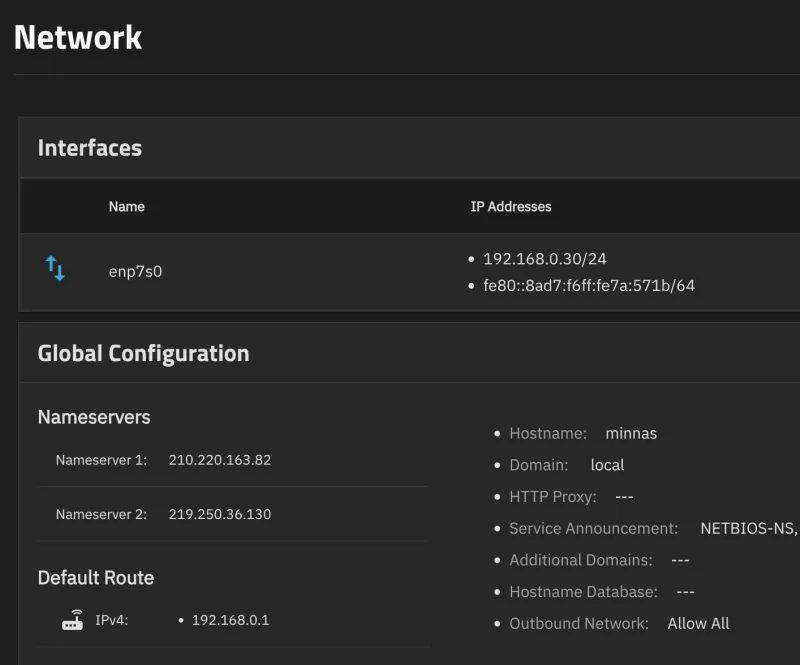 Network
Interfaces
Name IP Addresses
enp7s0
• 192.168.0.30/24
• fe80::8ad7:f6ff:fe7a:571b/64
Global Configuration
Nameservers
Nameserver 1: 210.220.163.82
Nameserver 2: 219.250.36.130
Default Route
IPv4: • 192.168.0.1
• Hostname: minnas
• Domain: local
• HTTP Proxy: ---
• Service Announcement: NETBIOS-NS,
• Additional Domains: ---
• Hostname Database: ---
• Outbound Network: Allow All